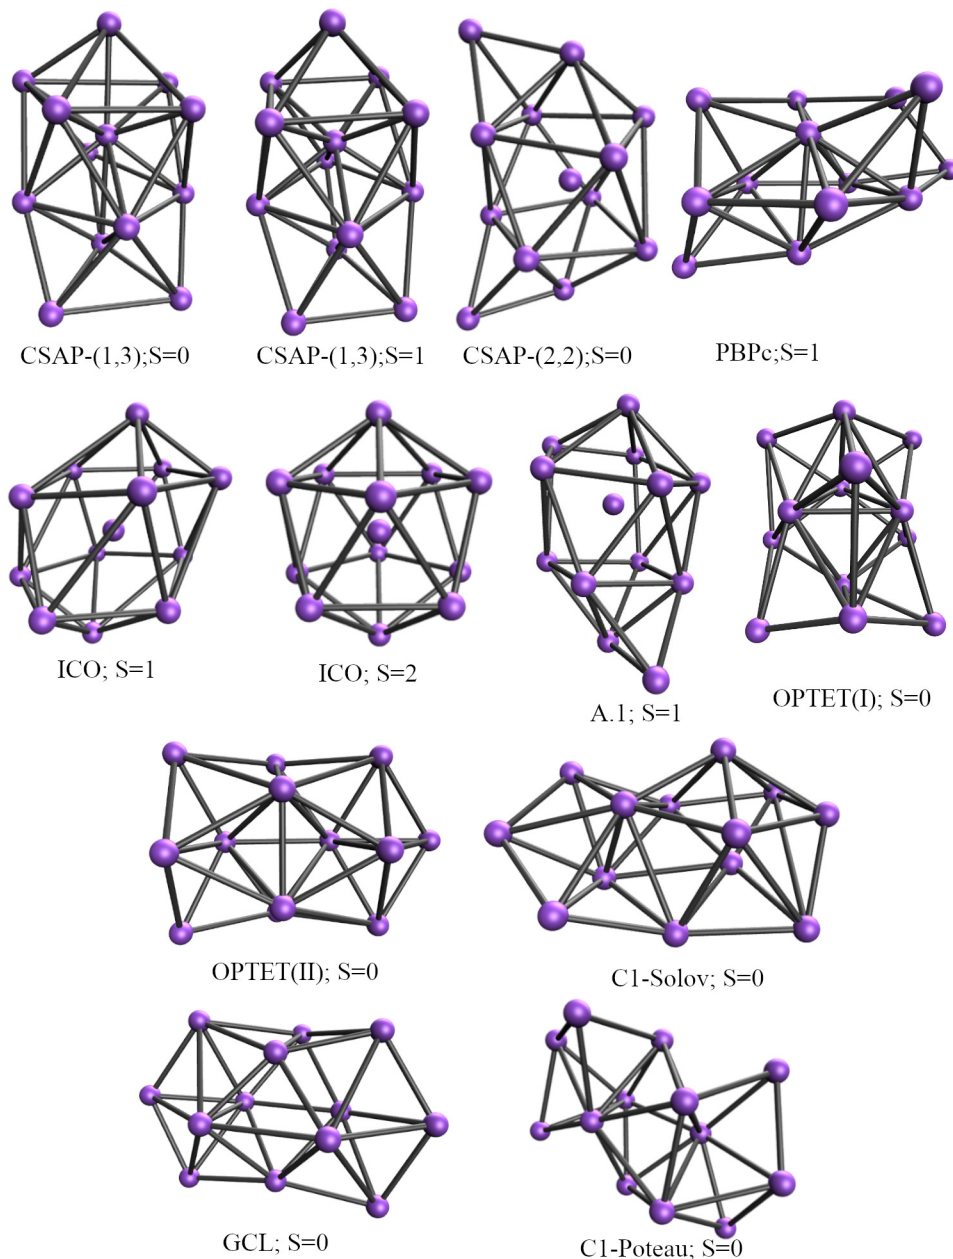 CSAP-(1,3);S=0
CSAP-(1,3);S=1
CSAP-(2,2);S=0
PBPc;S=1
ICO; S=1
ICO; S=2
A.1; S=1
OPTET(I); S=0
OPTET(II); S=0
C1-Solov; S=0
GCL; S=0
C1-Poteau; S=0